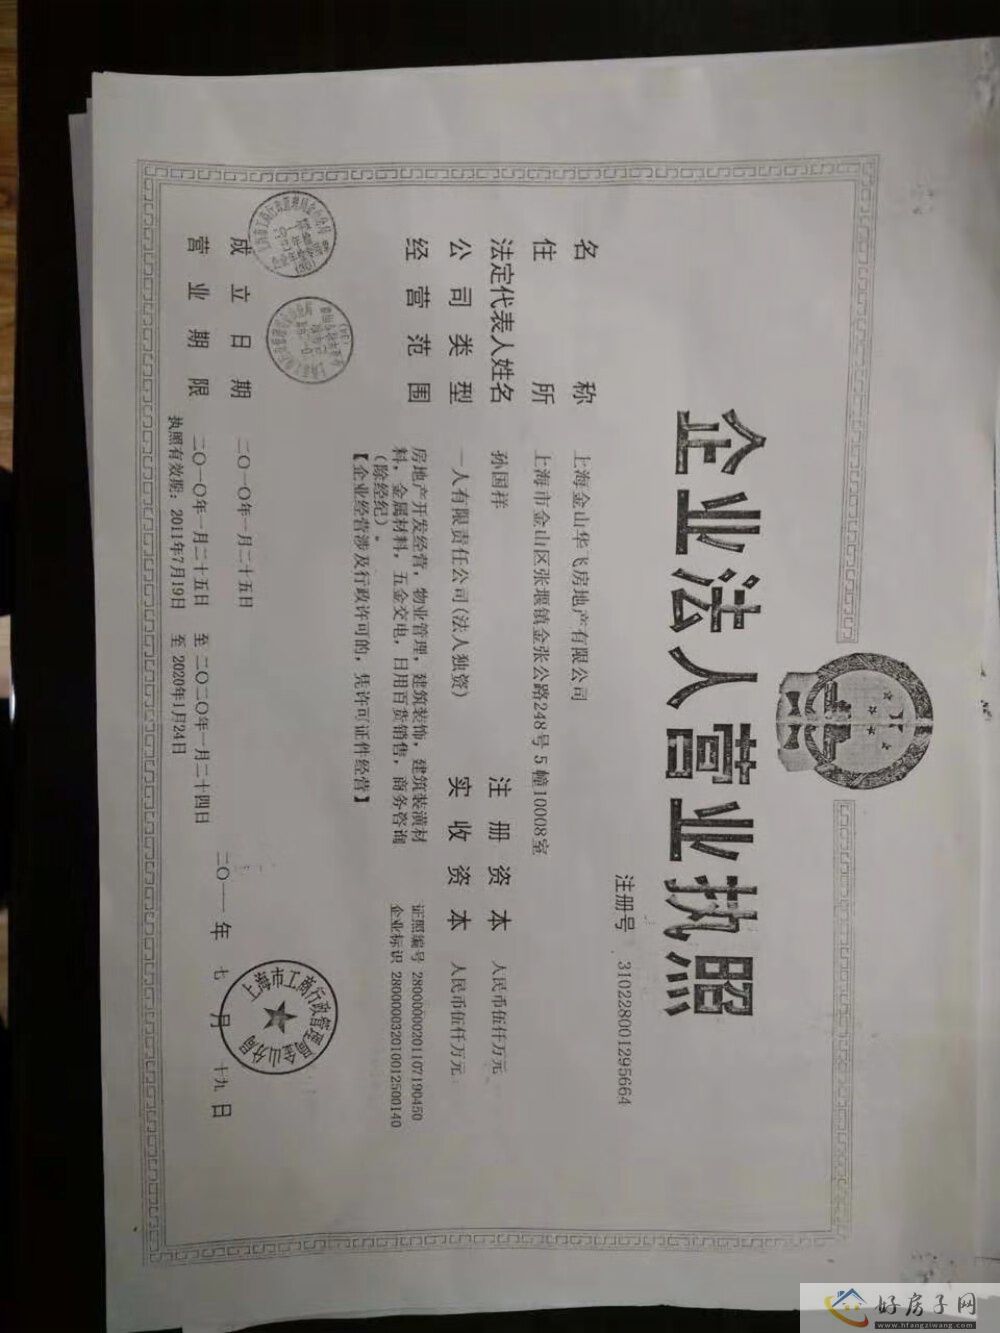 企业法人营业执照
注册号 310228001295664
名 称 上海金山华飞房地产有限公司
住 所 上海市金山区张堰镇金张公路248号5幢10008室
法定代表人姓名 孙国祥
注 册 资 本 人民币伍仟万元
公 司 类 型 一人有限责任公司(法人独资)
实 收 资 本 人民币伍仟万元
经 营 范 围 房地产开发经营，物业管理，建筑装饰，建筑装潢材
料，金属材料，五金交电，日用百货销售，商务咨询
（除经纪）。
【企业经营涉及行政许可的，凭许可证件经营】
证照编号 28000000201107190450
企业标识 28000003201001250014​0
成 立 日 期 二〇一〇年一月二十五日
营 业 期 限 二〇一〇年一月二十五日 至 二〇二〇年一月二十四日
执照有效期：2011年7月19日 至 2020年1月24日
上海市工商行政管理局金山分局
二〇一一 年 七 月 十九 日
好房子网
www.hfangziwang.com